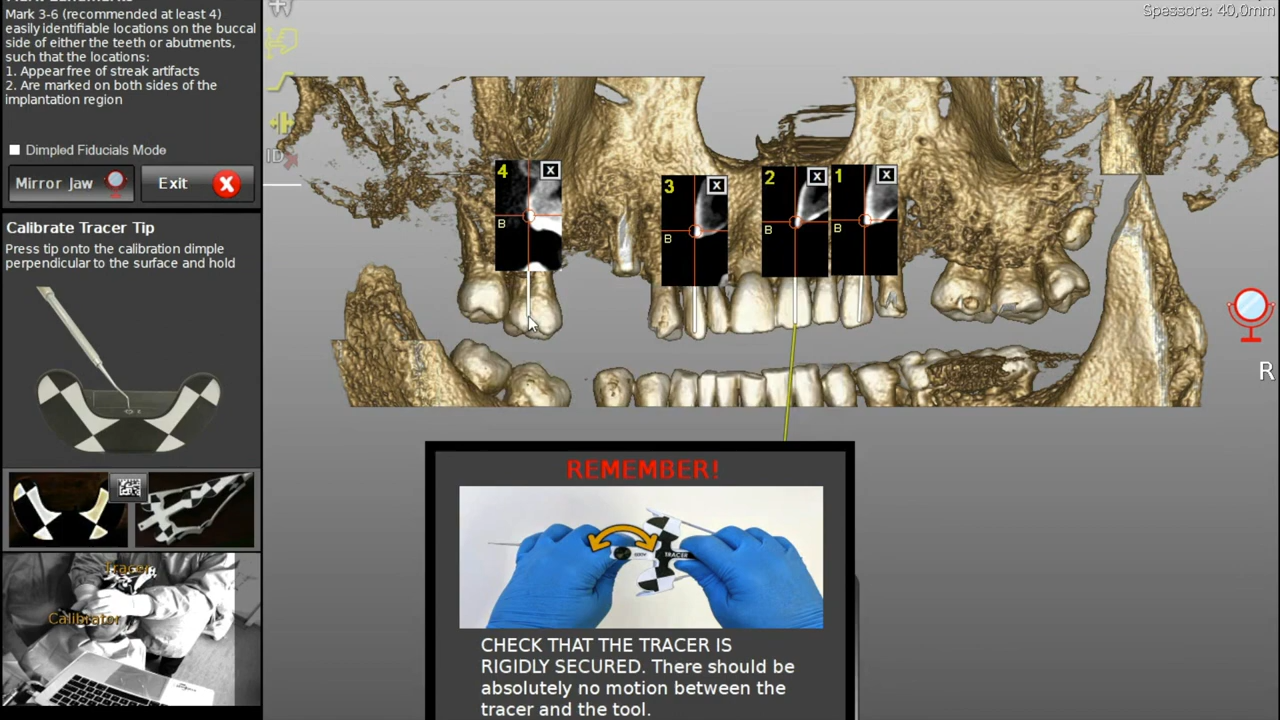 Mark Landmarks
Mark 3-6 (recommended at least 4)
easily identifiable locations on the buccal
side of either the teeth or abutments,
such that the locations:
1. Appear free of streak artifacts
2. Are marked on both sides of the
implantation region
Dimpled Fiducials Mode
Mirror Jaw
Exit
X
Calibrate Tracer Tip
Press tip onto the calibration dimple
perpendicular to the surface and hold
Tracer
Calibrator
ID
Spessore: 40,0mm
4
X
B
3
X
B
2
X
B
1
X
B
R
REMEMBER!
TRACER
CHECK THAT THE TRACER IS
RIGIDLY SECURED. There should be
absolutely no motion between the
tracer and the tool.